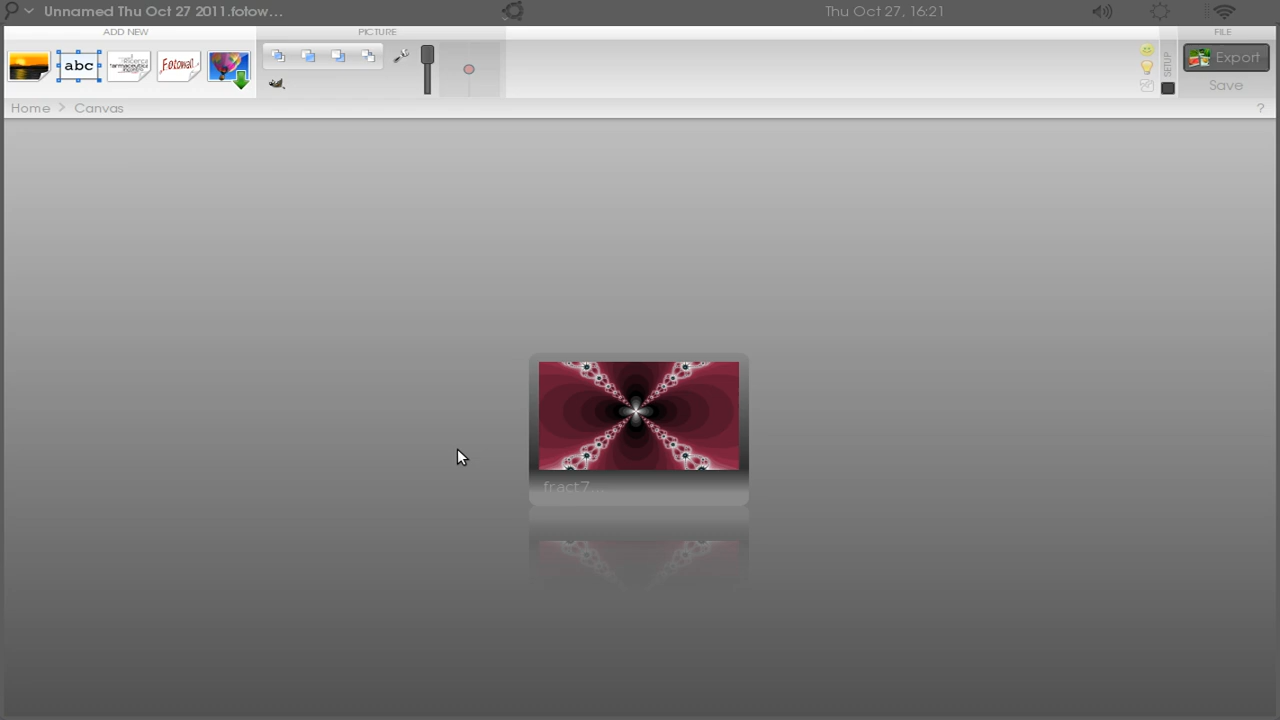 Unnamed Thu Oct 27 2011.fotow...
Thu Oct 27, 16:21
ADD NEW
PICTURE
FILE
abc
Fotowall
SETUP
Export
Save
Home > Canvas
?
fract7...